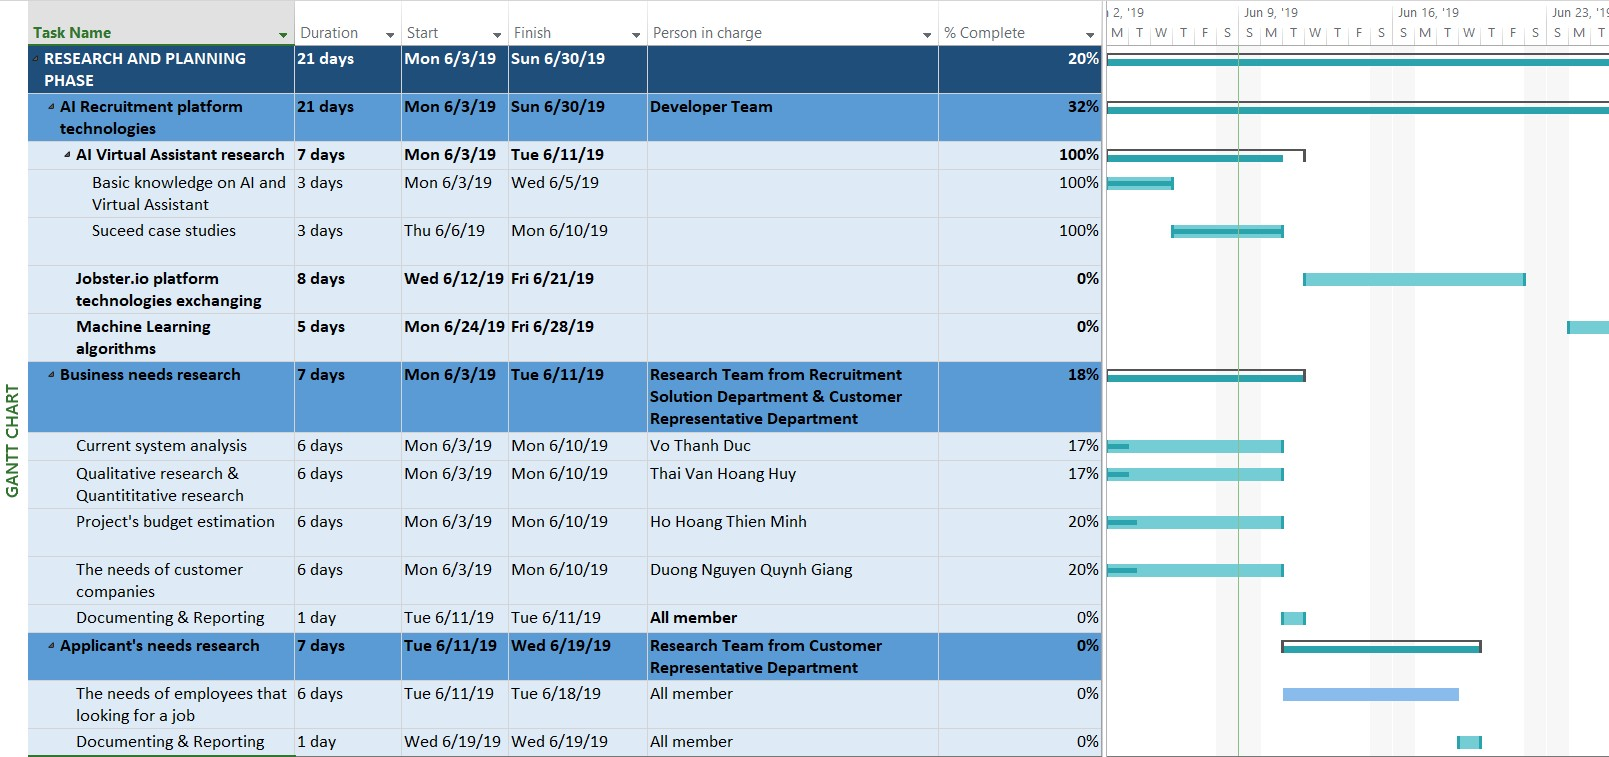 n 2, '19 Jun 9, '19 Jun 16, '19 Jun 23, '19
Task Name Duration Start Finish Person in charge % Complete M T W T F S S M T W T F S S M T W T F S S M T
RESEARCH AND PLANNING 21 days Mon 6/3/19 Sun 6/30/19 20%
PHASE
AI Recruitment platform 21 days Mon 6/3/19 Sun 6/30/19 Developer Team 32%
technologies
AI Virtual Assistant research 7 days Mon 6/3/19 Tue 6/11/19 100%
Basic knowledge on AI and 3 days Mon 6/3/19 Wed 6/5/19 100%
Virtual Assistant
Suceed case studies 3 days Thu 6/6/19 Mon 6/10/19 100%
Jobster.io platform 8 days Wed 6/12/19 Fri 6/21/19 0%
technologies exchanging
Machine Learning 5 days Mon 6/24/19 Fri 6/28/19 0%
algorithms
Business needs research 7 days Mon 6/3/19 Tue 6/11/19 Research Team from Recruitment 18%
Solution Department & Customer
Representative Department
Current system analysis 6 days Mon 6/3/19 Mon 6/10/19 Vo Thanh Duc 17%
Qualitative research & 6 days Mon 6/3/19 Mon 6/10/19 Thai Van Hoang Huy 17%
Quantititative research
Project's budget estimation 6 days Mon 6/3/19 Mon 6/10/19 Ho Hoang Thien Minh 20%
The needs of customer 6 days Mon 6/3/19 Mon 6/10/19 Duong Nguyen Quynh Giang 20%
companies
Documenting & Reporting 1 day Tue 6/11/19 Tue 6/11/19 All member 0%
Applicant's needs research 7 days Tue 6/11/19 Wed 6/19/19 Research Team from Customer 0%
Representative Department
The needs of employees that 6 days Tue 6/11/19 Tue 6/18/19 All member 0%
looking for a job
Documenting & Reporting 1 day Wed 6/19/19 Wed 6/19/19 All member 0%
GANTT CHART